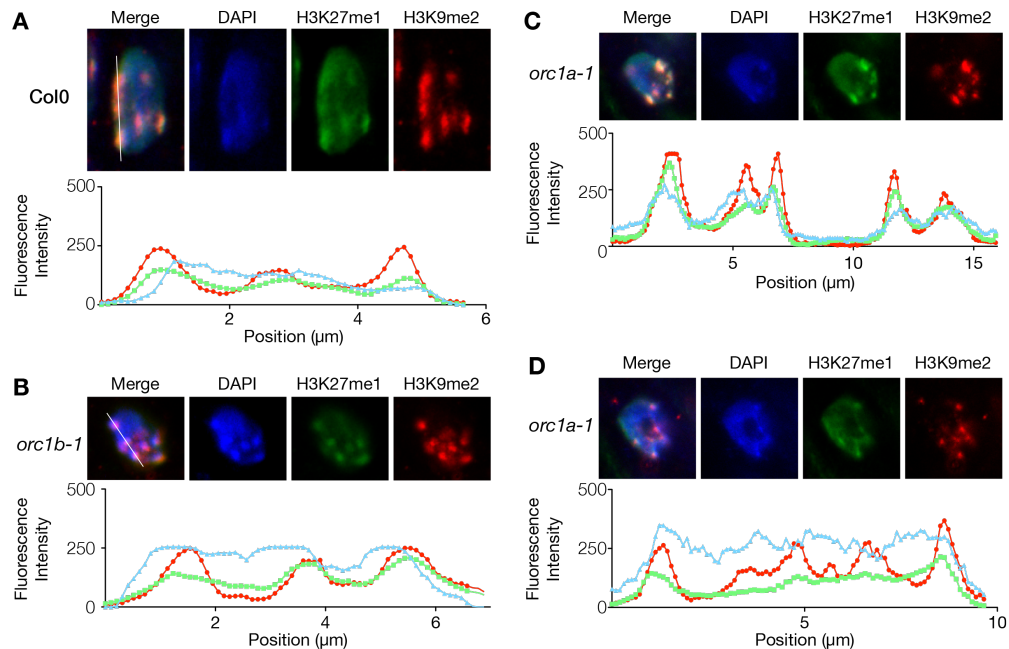 A
Merge DAPI H3K27me1 H3K9me2
Col0
500
250
0
Fluorescence
Intensity
2 4 6
Position (µm)
B
Merge DAPI H3K27me1 H3K9me2
orc1b-1
500
250
0
Fluorescence
Intensity
2 4 6
Position (µm)
C
Merge DAPI H3K27me1 H3K9me2
orc1a-1
500
250
0
Fluorescence
Intensity
5 10 15
Position (µm)
D
Merge DAPI H3K27me1 H3K9me2
orc1a-1
500
250
0
Fluorescence
Intensity
5 10
Position (µm)